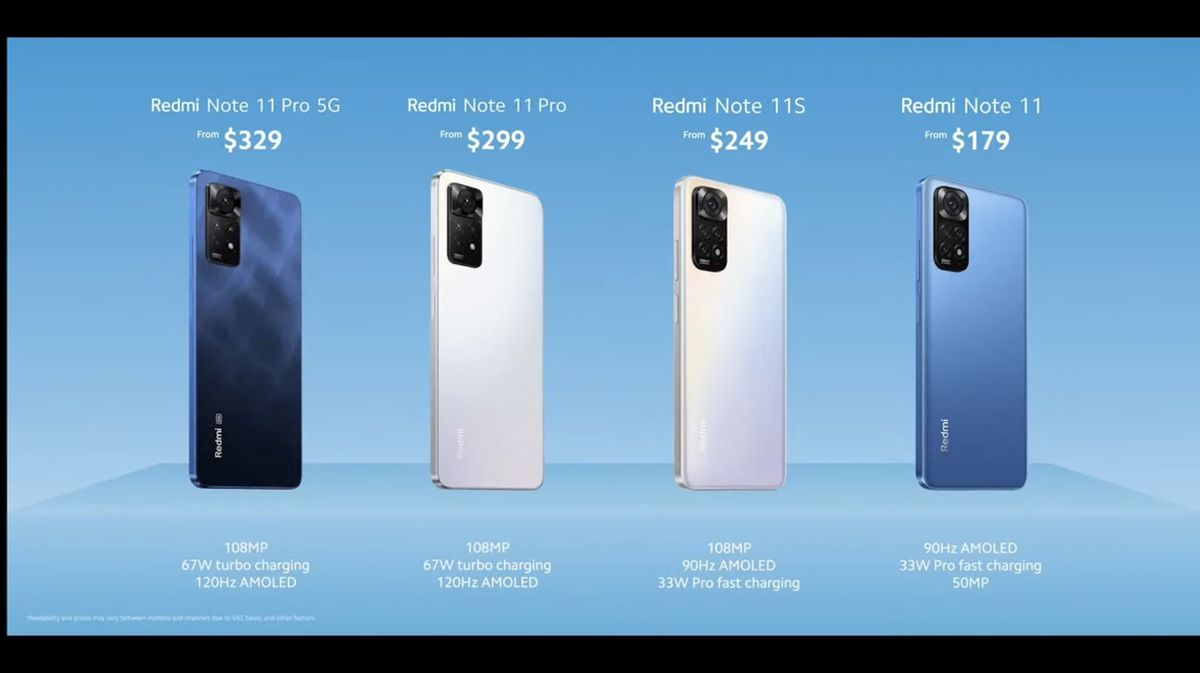 Redmi Note 11 Pro 5G
From $329
Redmi Note 11 Pro
From $299
Redmi Note 11S
From $249
Redmi Note 11
From $179
Redmi
5G
Redmi
Redmi
Redmi
108MP
67W turbo charging
120Hz AMOLED
108MP
67W turbo charging
120Hz AMOLED
108MP
90Hz AMOLED
33W Pro fast charging
90Hz AMOLED
33W Pro fast charging
50MP
*Availability and prices may vary between markets and channels due to VAT, taxes, and other factors.